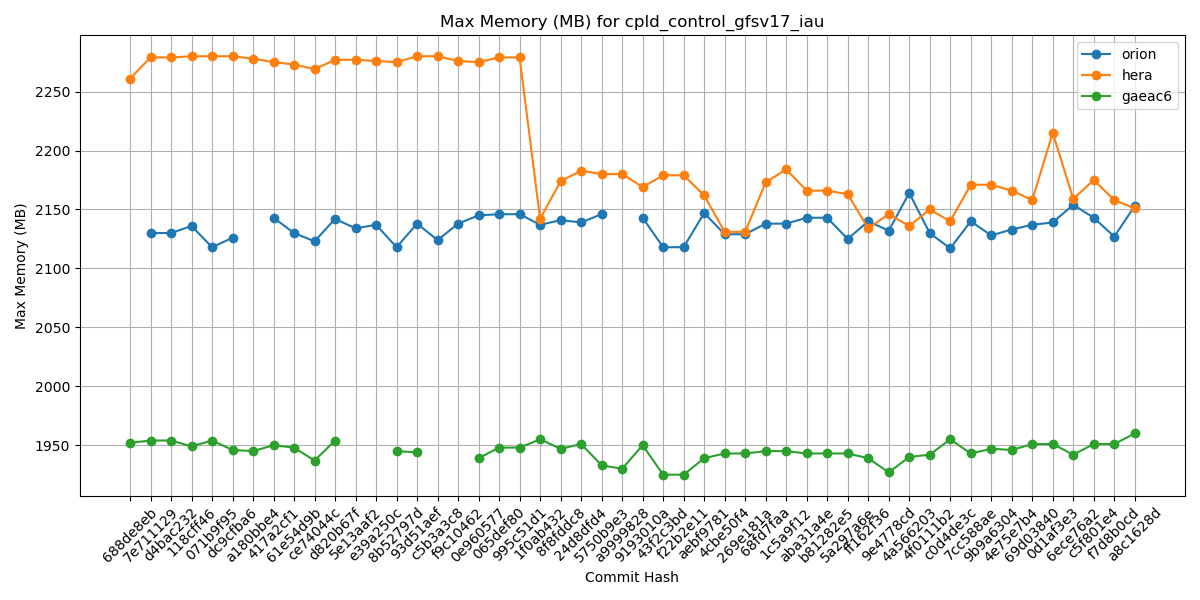 Max Memory (MB) for cpld_control_gfsv17_iau
orion
hera
gaeac6
Max Memory (MB)
2250
2200
2150
2100
2050
2000
1950
688de8eb
7e711129
d4bac232
118cff46
071b9f95
dc9cfba6
a180bbe4
417a2cf1
61e54d9b
ce74044c
d820b67f
5e13aaf2
e39a250c
8b52797d
93d51aef
c5b3a3c8
f9c10462
0e960577
065def80
995c51d1
1f0ab432
8f8fddc8
24d8dfd4
5750b9e3
a9999828
9193010a
43f2c3bd
f22b2e11
aebf9781
4cbe50f4
269e181a
68fd7faa
1c5a9f12
aba31a4e
b81282e5
5a297a6e
ff162f36
9e4778cd
4a566203
4f0111b2
c0d4de3c
7cc588ae
9b9a6304
4e75e7b4
69d03840
0d1af3e3
6ece76a2
c5f801e4
f7d8b0cd
a8c1628d
Commit Hash